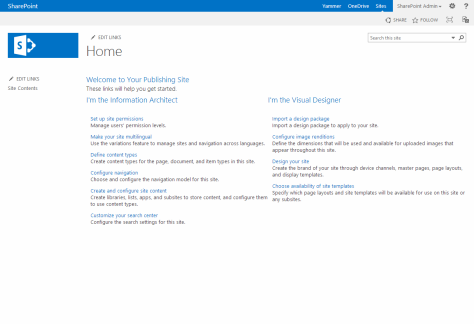 SharePoint
Yammer OneDrive Sites SharePoint Admin ?
SHARE FOLLOW
EDIT LINKS
Search this site
Home
S
EDIT LINKS
Site Contents
Welcome to Your Publishing Site
These links will help you get started.
I'm the Information Architect
Set up site permissions
Manage users' permission levels.
Make your site multilingual
Use the variations feature to manage sites and navigation across languages.
Define content types
Create content types for the page, document, and item types in this site.
Configure navigation
Choose and configure the navigation model for this site.
Create and configure site content
Create libraries, lists, apps, and subsites to store content, and configure them
to use content types.
Customize your search center
Configure the search settings for this site.
I'm the Visual Designer
Import a design package
Import a design package to apply to your site.
Configure image renditions
Define the dimensions that will be used and available for uploaded images that
appear throughout this site.
Design your site
Create the brand of your site through device channels, master pages, page layouts,
and display templates.
Choose availability of site templates
Specify which page layouts and site templates will be available for use on this site or
any subsites.